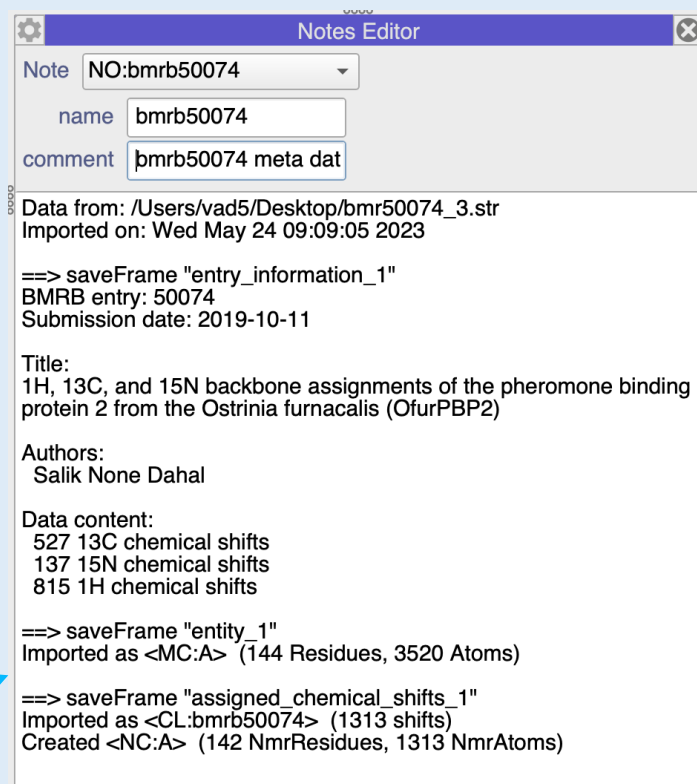 Notes Editor
Note NO:bmrb50074
name bmrb50074
comment bmrb50074 meta dat
Data from: /Users/vad5/Desktop/bmr50074_3.str
Imported on: Wed May 24 09:09:05 2023
==> saveFrame "entry_information_1"
BMRB entry: 50074
Submission date: 2019-10-11
Title:
1H, 13C, and 15N backbone assignments of the pheromone binding
protein 2 from the Ostrinia furnacalis (OfurPBP2)
Authors:
Salik None Dahal
Data content:
527 13C chemical shifts
137 15N chemical shifts
815 1H chemical shifts
==> saveFrame "entity_1"
Imported as <MC:A> (144 Residues, 3520 Atoms)
==> saveFrame "assigned_chemical_shifts_1"
Imported as <CL:bmrb50074> (1313 shifts)
Created <NC:A> (142 NmrResidues, 1313 NmrAtoms)